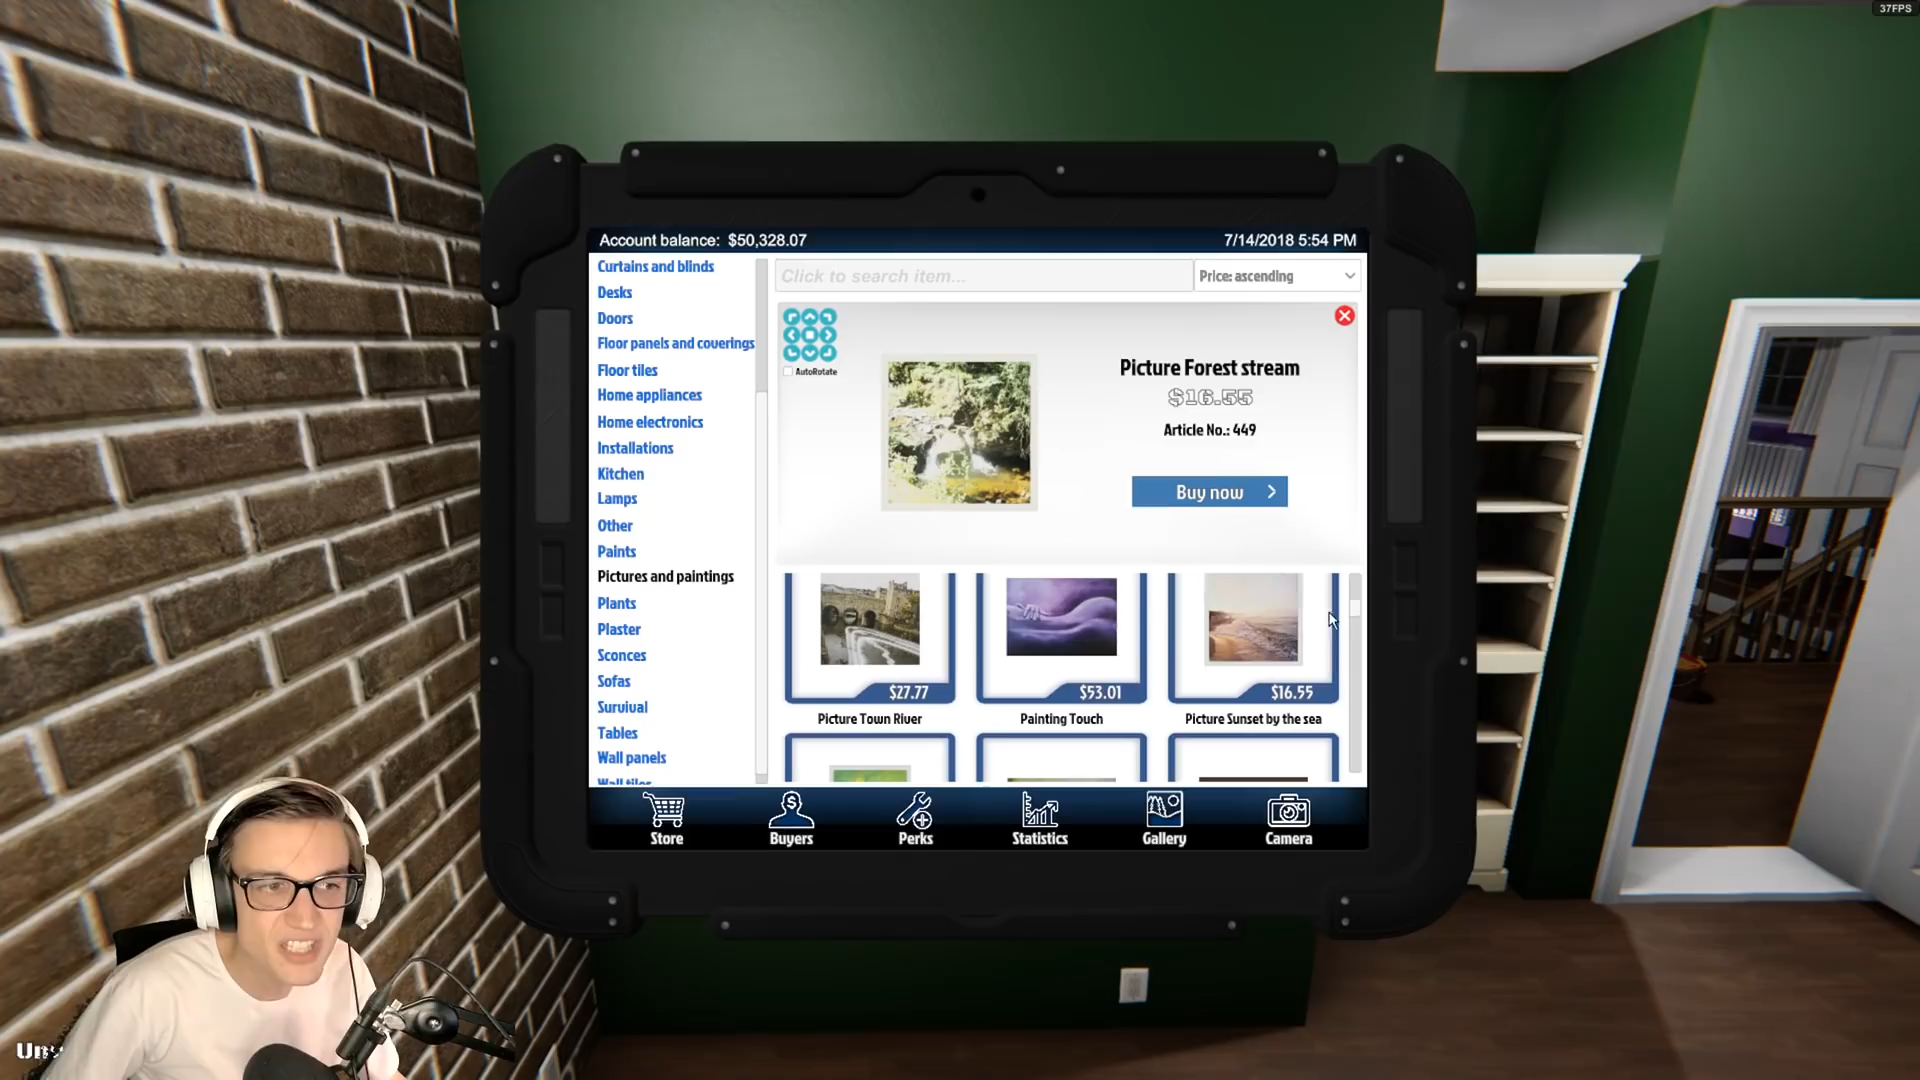 37FPS
Account balance: $50,328.07
7/14/2018 5:54 PM
Curtains and blinds
Desks
Doors
Floor panels and coverings
Floor tiles
Home appliances
Home electronics
Installations
Kitchen
Lamps
Other
Paints
Pictures and paintings
Plants
Plaster
Sconces
Sofas
Survival
Tables
Wall panels
Wall tiles
Click to search item...
Price: ascending
AutoRotate
Picture Forest stream
$16.55
Article No.: 449
Buy now
$27.77
$53.01
$16.55
Picture Town River
Painting Touch
Picture Sunset by the sea
Store
Buyers
Perks
Statistics
Gallery
Camera